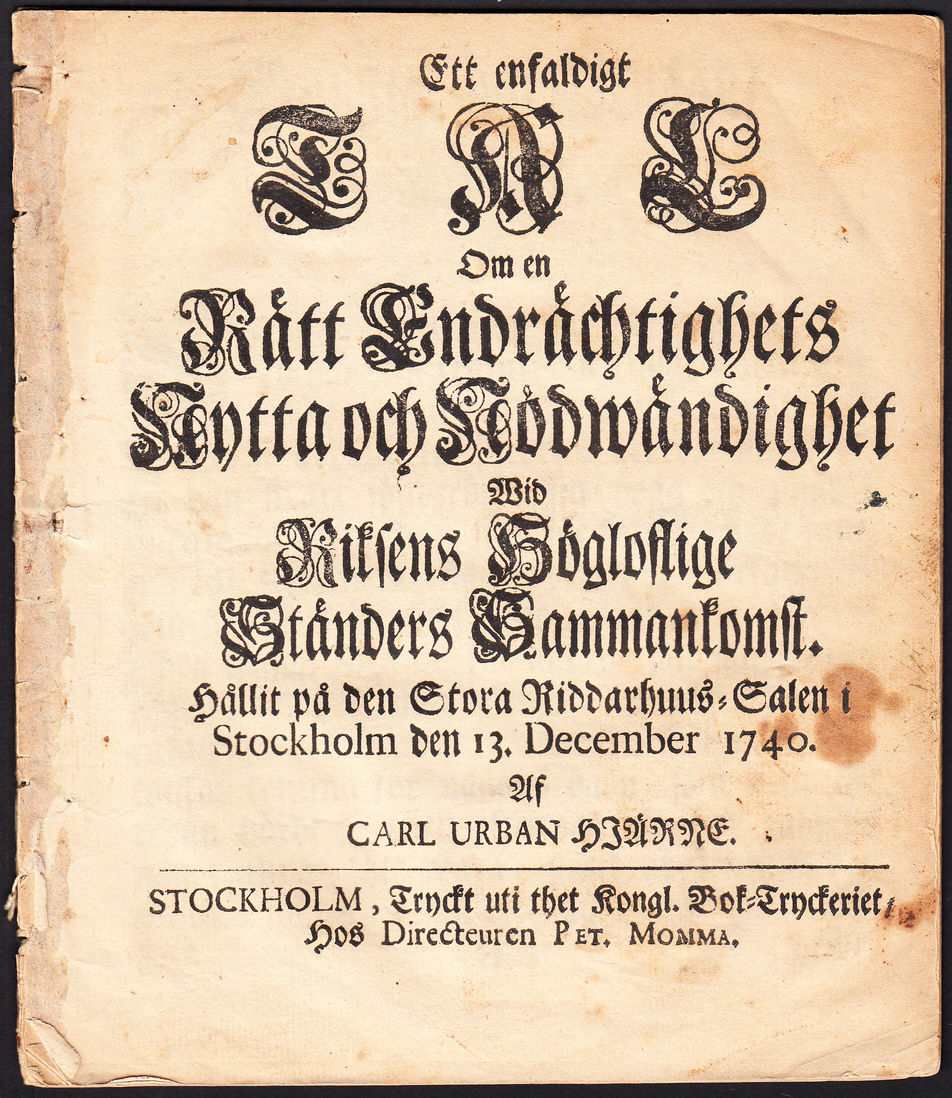 Ett enfaldigt
TAL
Om en
Rätt Endrächtighets
Nytta och Nödwändighet
Wid
Riksens Högloflige
Ständers Sammankomst.
Hållit på den Stora Riddarhuus-Salen i
Stockholm den 13. December 1740.
Af
CARL URBAN HJÄRNE.
STOCKHOLM, Tryckt uti thet Kongl. Bok-Tryckeriet,
Hos Directeuren PET. MOMMA.